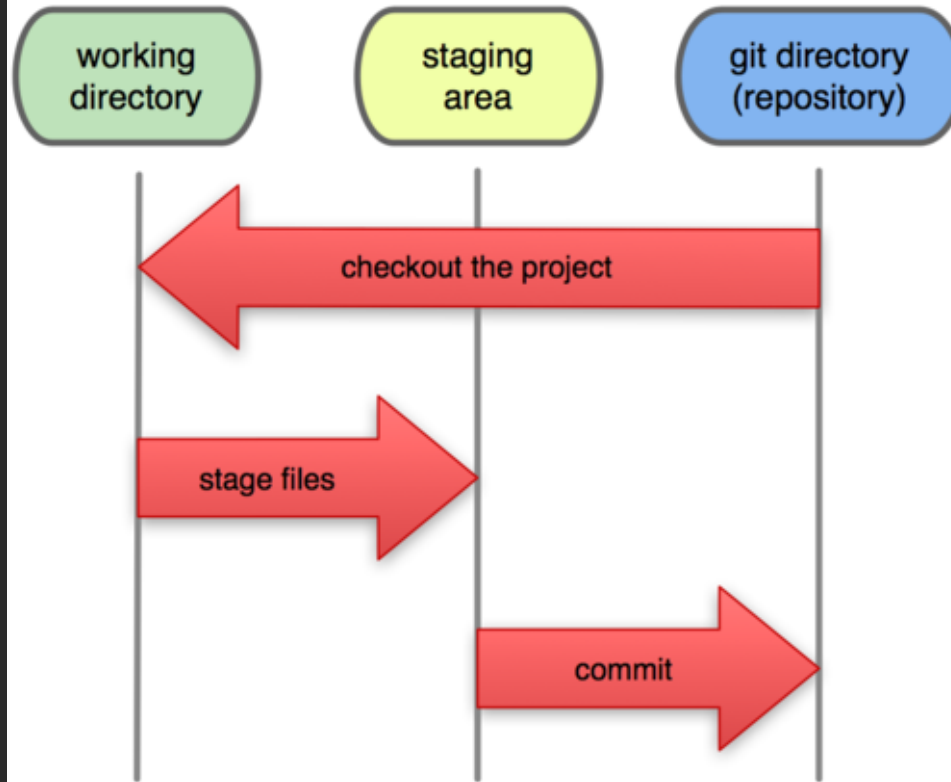 working
directory
staging
area
git directory
(repository)
checkout the project
stage files
commit